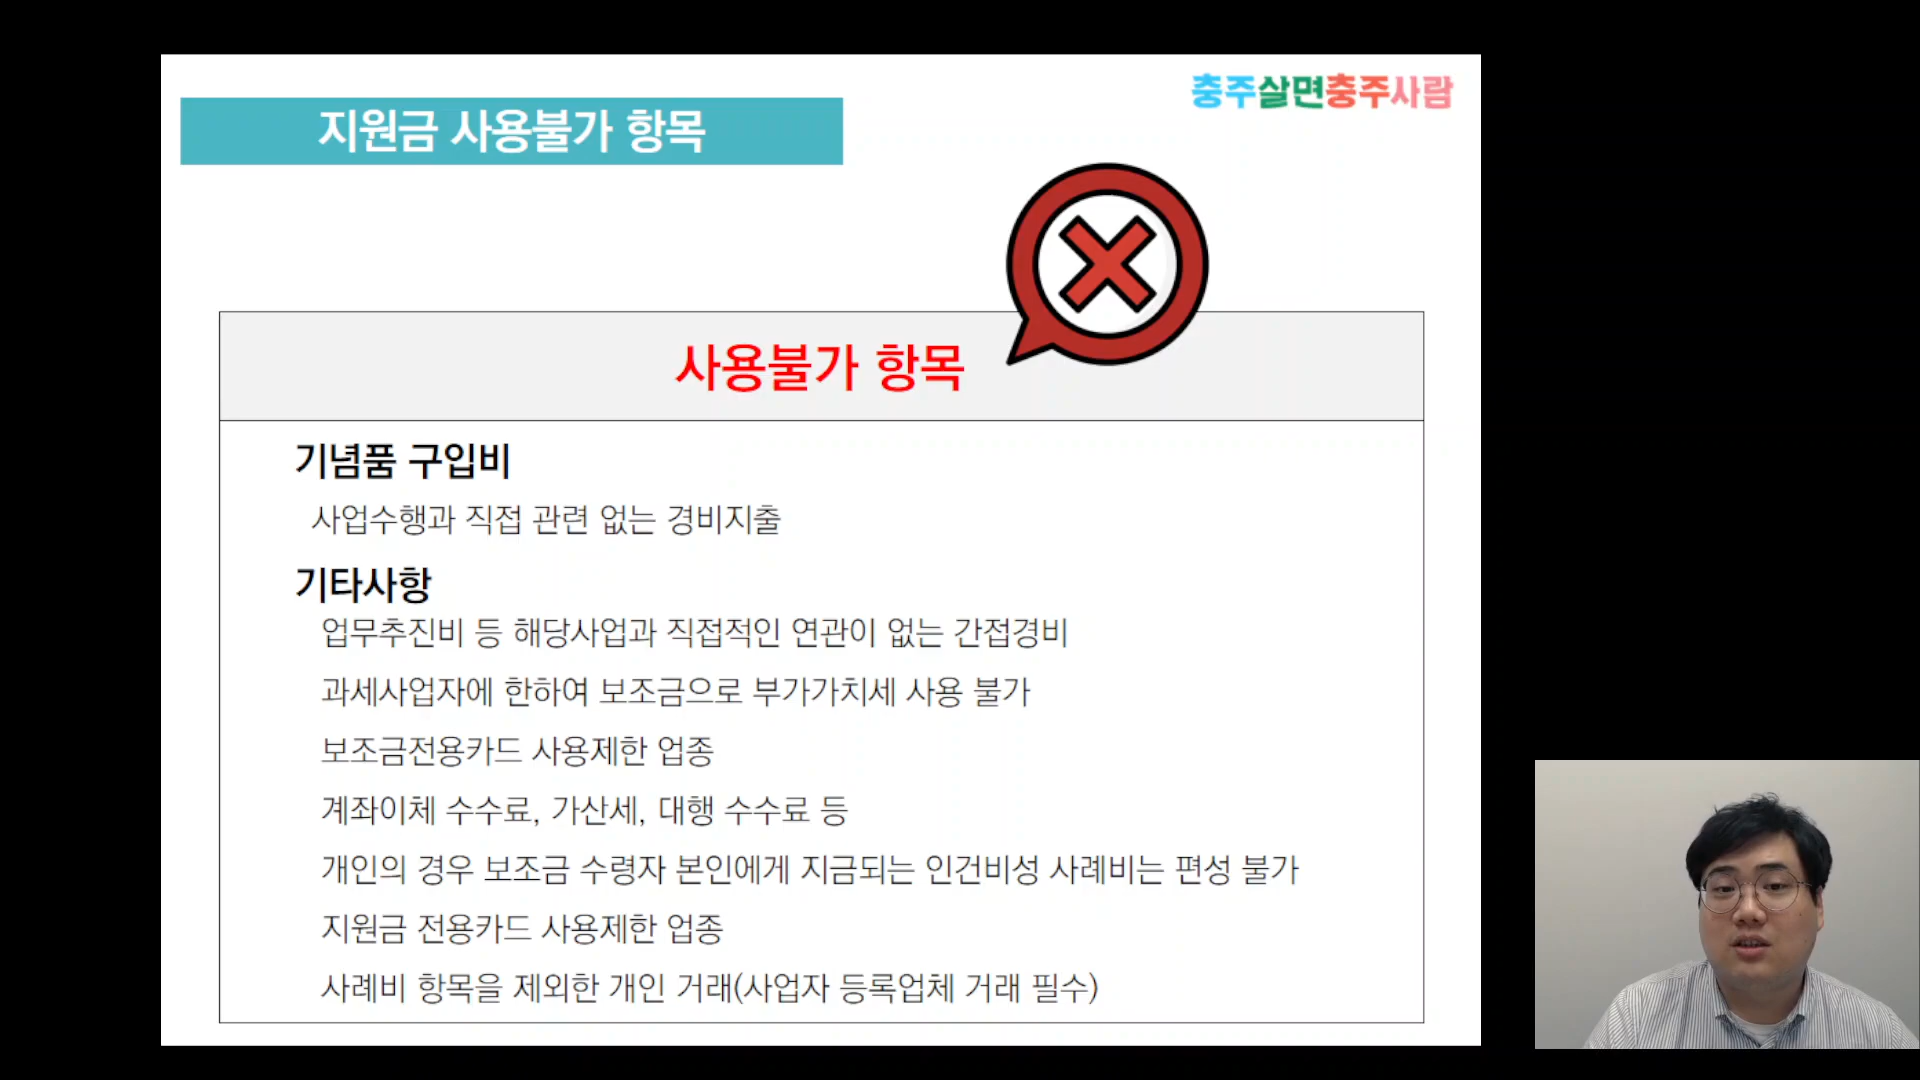 충주살면충주사람
지원금 사용불가 항목
사용불가 항목
기념품 구입비
사업수행과 직접 관련 없는 경비지출
기타사항
업무추진비 등 해당사업과 직접적인 연관이 없는 간접경비
과세사업자에 한하여 보조금으로 부가가치세 사용 불가
보조금전용카드 사용제한 업종
계좌이체 수수료, 가산세, 대행 수수료 등
개인의 경우 보조금 수령자 본인에게 지금되는 인건비성 사례비는 편성 불가
지원금 전용카드 사용제한 업종
사례비 항목을 제외한 개인 거래(사업자 등록업체 거래 필수)